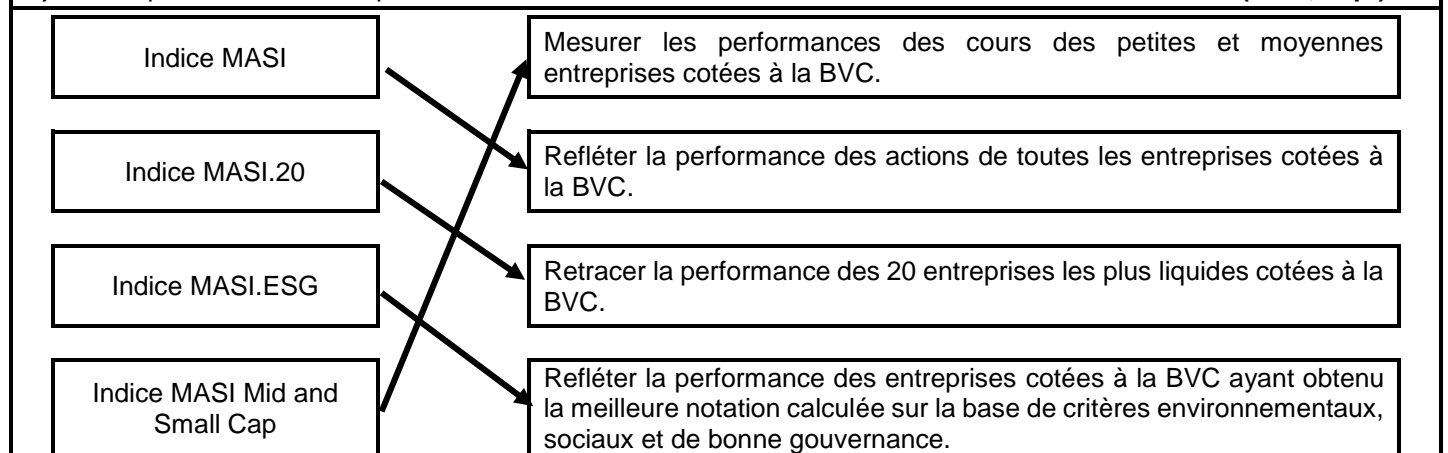 Indice MASI
Mesurer les performances des cours des petites et moyennes
entreprises cotées à la BVC.
Indice MASI.20
Refléter la performance des actions de toutes les entreprises cotées à
la BVC.
Indice MASI.ESG
Retracer la performance des 20 entreprises les plus liquides cotées à la
BVC.
Indice MASI Mid and
Small Cap
Refléter la performance des entreprises cotées à la BVC ayant obtenu
la meilleure notation calculée sur la base de critères environnementaux,
sociaux et de bonne gouvernance.